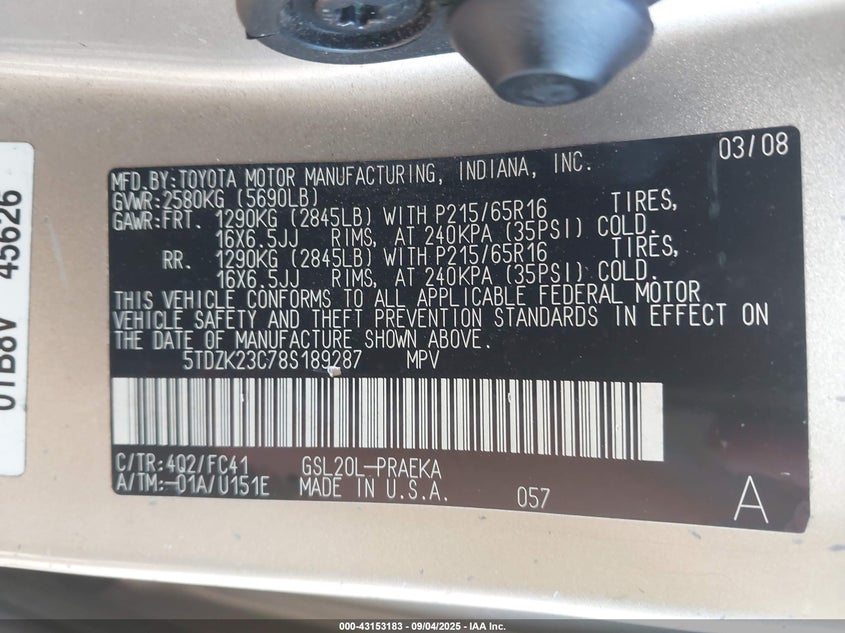 03/08
MFD.BY:TOYOTA MOTOR MANUFACTURING, INDIANA, INC.
GVWR:2580KG (5690LB)
GAWR:FRT. 1290KG (2845LB) WITH P215/65R16 TIRES,
16X6.5JJ RIMS, AT 240KPA (35PSI) COLD.
RR. 1290KG (2845LB) WITH P215/65R16 TIRES,
16X6.5JJ RIMS, AT 240KPA (35PSI) COLD.
THIS VEHICLE CONFORMS TO ALL APPLICABLE FEDERAL MOTOR
VEHICLE SAFETY AND THEFT PREVENTION STANDARDS IN EFFECT ON
THE DATE OF MANUFACTURE SHOWN ABOVE.
5TDZK23C78S189287 MPV
C/TR:4Q2/FC41 GSL20L-PRAEKA
A/TM:-01A/U151E MADE IN U.S.A. 057 A
01B8V 45626
000-43153183 - 09/04/2025 - IAA Inc.